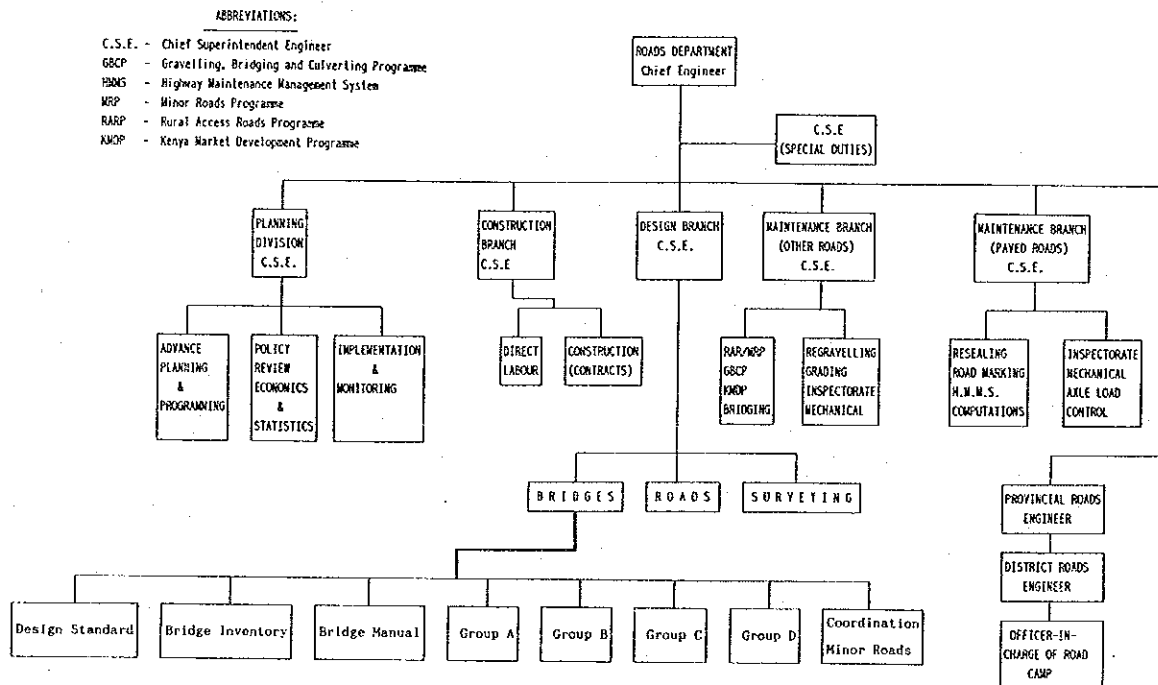 ABBREVIATIONS:
C.S.E. - Chief Superintendent Engineer
GBCP - Gravelling, Bridging and Culverting Programme
HMMS - Highway Maintenance Management System
MRP - Minor Roads Programme
RARP - Rural Access Roads Programme
KMDP - Kenya Market Development Programme
ROADS DEPARTMENT
Chief Engineer
C.S.E
(SPECIAL DUTIES)
PLANNING
DIVISION
C.S.E.
CONSTRUCTION
BRANCH
C.S.E
DESIGN BRANCH
C.S.E.
MAINTENANCE BRANCH
(OTHER ROADS)
C.S.E.
MAINTENANCE BRANCH
(PAVED ROADS)
C.S.E.
ADVANCE
PLANNING
&
PROGRAMMING
POLICY
REVIEW
ECONOMICS
&
STATISTICS
IMPLEMENTATION
&
MONITORING
DIRECT
LABOUR
CONSTRUCTION
(CONTRACTS)
RAR/MRP
GBCP
KMDP
BRIDGING
REGRAVELLING
GRADING
INSPECTORATE
MECHANICAL
RESEALING
ROAD MARKING
H.M.M.S.
COMPUTATIONS
INSPECTORATE
MECHANICAL
AXLE LOAD
CONTROL
BRIDGES
ROADS
SURVEYING
PROVINCIAL ROADS
ENGINEER
DISTRICT ROADS
ENGINEER
OFFICER-IN-
CHARGE OF ROAD
CAMP
Design Standard
Bridge Inventory
Bridge Manual
Group A
Group B
Group C
Group D
Coordination
Minor Roads